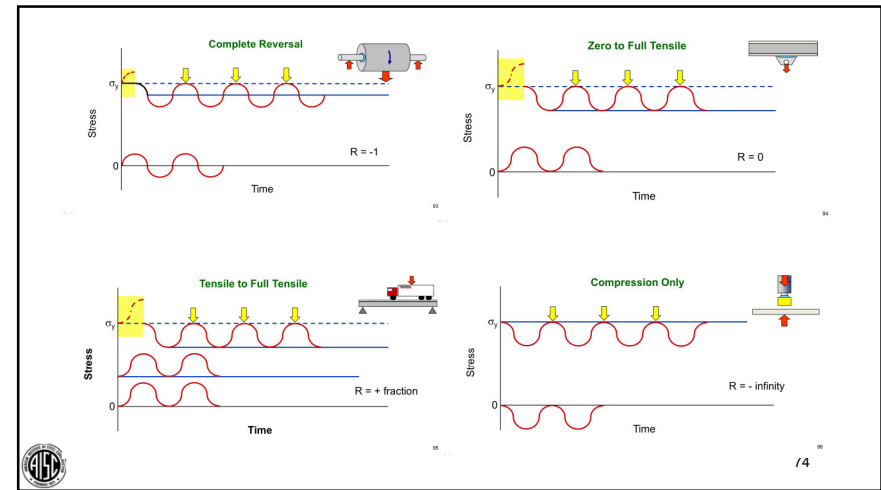 Complete Reversal
σy
Stress
0
R = -1
Time
93
Zero to Full Tensile
σy
Stress
0
R = 0
Time
94
Tensile to Full Tensile
σy
Stress
0
R = + fraction
Time
95
Compression Only
σy
Stress
0
R = - infinity
Time
96
74
AISC